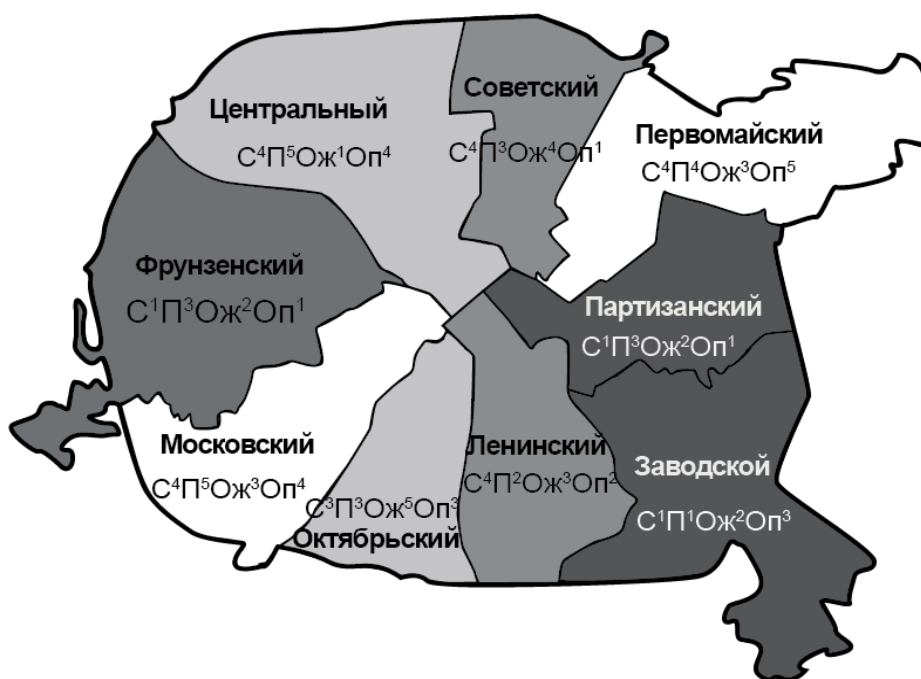 Центральный
С⁴П⁵Ож¹Оп⁴
Советский
С⁴П³Ож⁴Оп¹
Первомайский
С⁴П⁴Ож³Оп⁵
Фрунзенский
С¹П³Ож²Оп¹
Партизанский
С¹П³Ож²Оп¹
Московский
С⁴П⁵Ож³Оп⁴
Октябрьский
С³П³Ож⁵Оп³
Ленинский
С⁴П²Ож³Оп²
Заводской
С¹П¹Ож²Оп³